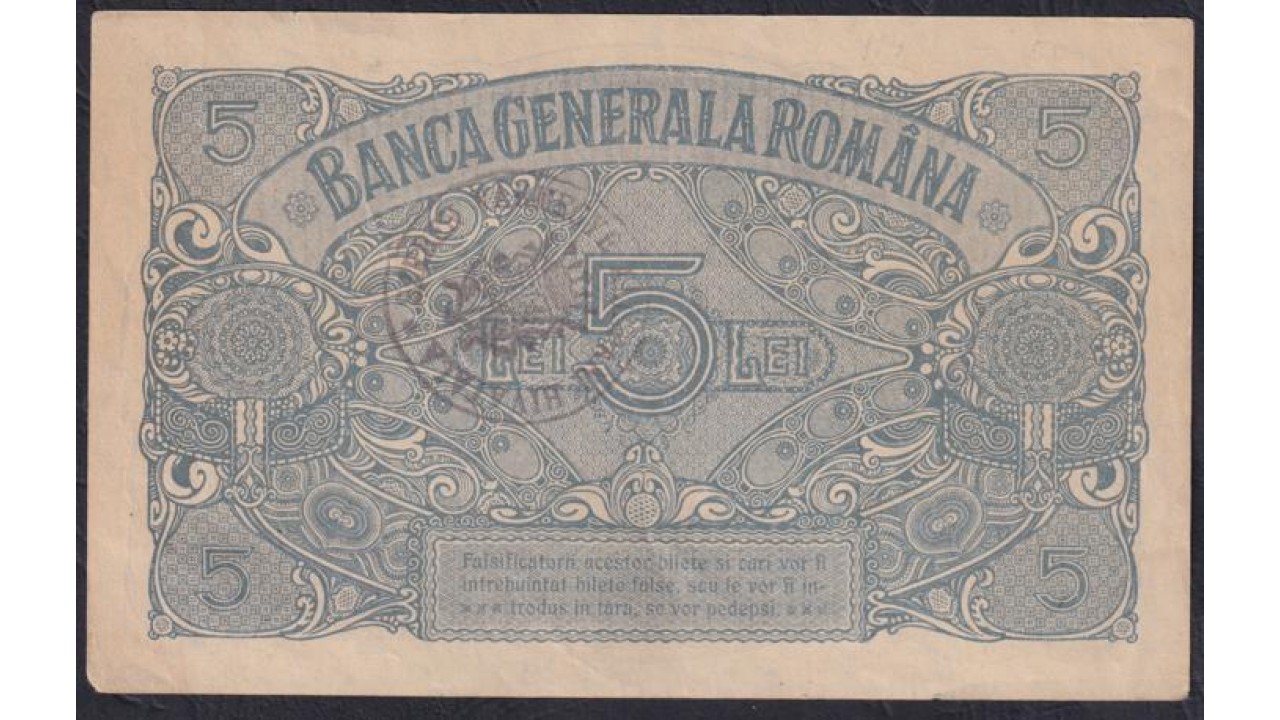 5 5
BANCA GENERALA ROMÂNA
LEI 5 LEI
5 5
Falsificatorii acestor bilete si cari vor fi
intrebuintat bilete false, sau le vor fi in-
*** trodus in tara, se vor pedepsi. ***